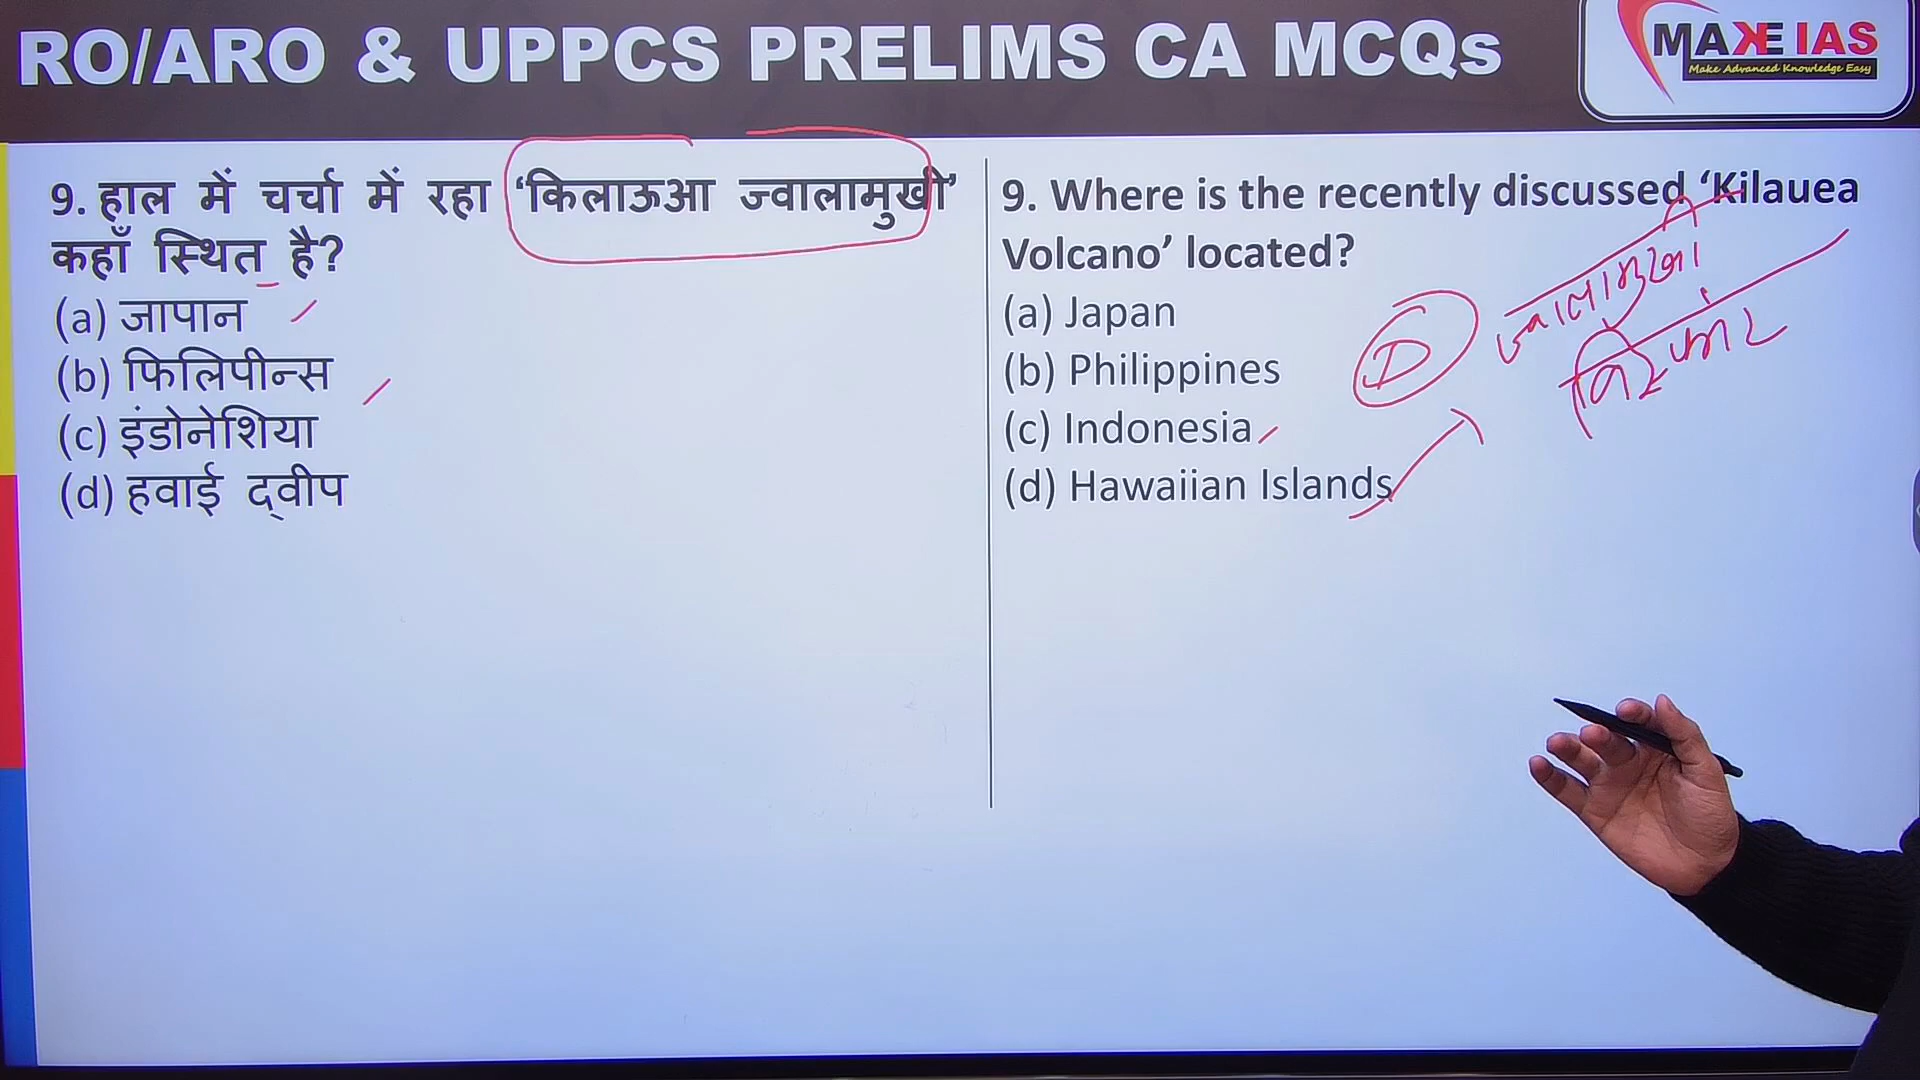 RO/ARO & UPPCS PRELIMS CA MCQs
MAKE IAS
Make Advanced Knowledge Easy
9. हाल में चर्चा में रहा ‘किलाऊआ ज्वालामुखी’
कहाँ स्थित है?
(a) जापान
(b) फिलिपीन्स
(c) इंडोनेशिया
(d) हवाई द्वीप
9. Where is the recently discussed ‘Kilauea
Volcano’ located?
(a) Japan
(b) Philippines
(c) Indonesia
(d) Hawaiian Islands
D
ज्वालामुखी